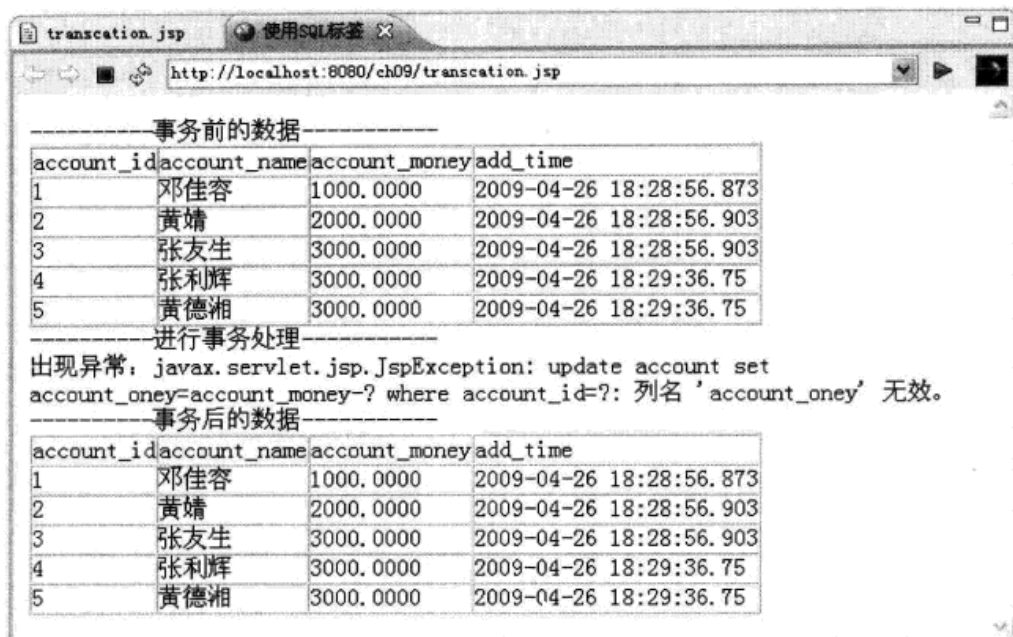 transcation.jsp 使用SQL标签
http://localhost:8080/ch09/transcation.jsp
----------事务前的数据-----------
account_id account_name account_money add_time
1 邓佳容 1000.0000 2009-04-26 18:28:56.873
2 黄婧 2000.0000 2009-04-26 18:28:56.903
3 张友生 3000.0000 2009-04-26 18:28:56.903
4 张利辉 3000.0000 2009-04-26 18:29:36.75
5 黄德湘 3000.0000 2009-04-26 18:29:36.75
----------进行事务处理-----------
出现异常：javax.servlet.jsp.JspException: update account set
account_oney=account_money-? where account_id=?: 列名 'account_oney' 无效。
----------事务后的数据-----------
account_id account_name account_money add_time
1 邓佳容 1000.0000 2009-04-26 18:28:56.873
2 黄婧 2000.0000 2009-04-26 18:28:56.903
3 张友生 3000.0000 2009-04-26 18:28:56.903
4 张利辉 3000.0000 2009-04-26 18:29:36.75
5 黄德湘 3000.0000 2009-04-26 18:29:36.75